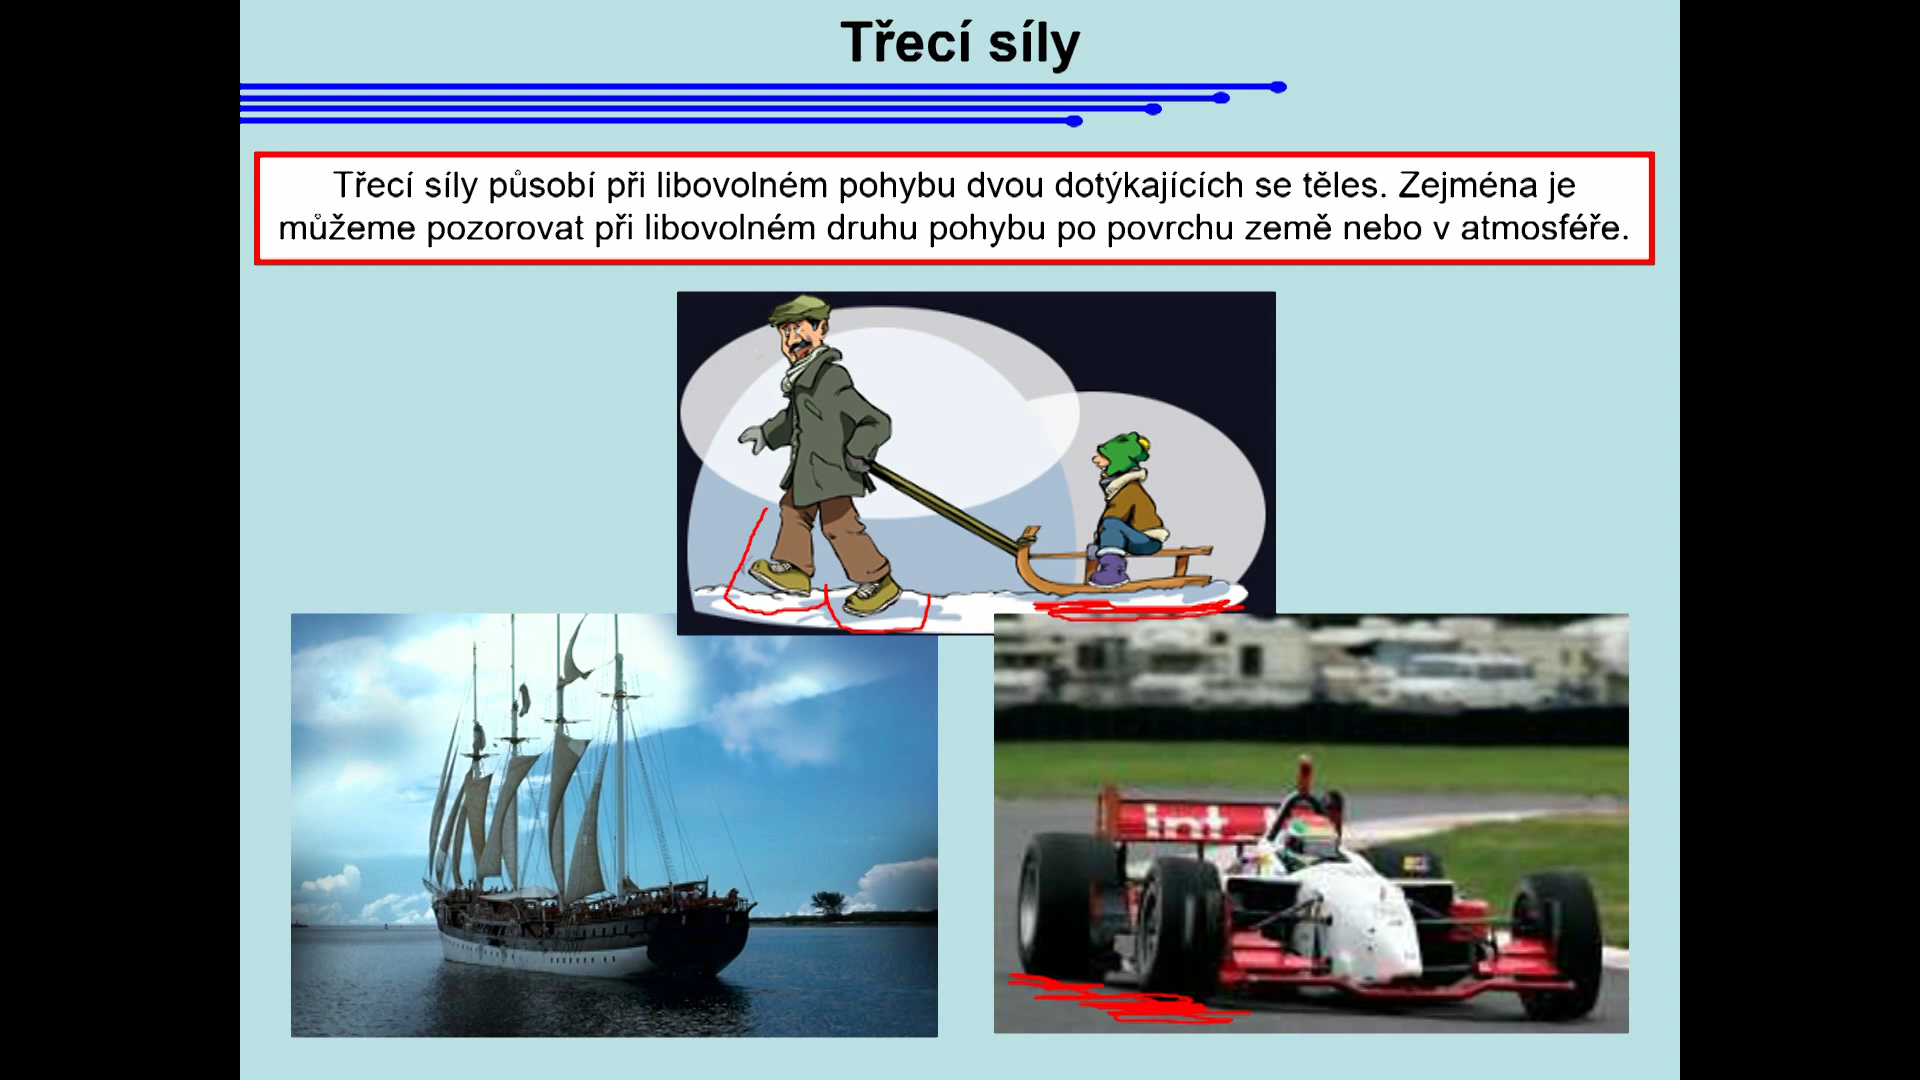 Třecí síly
Třecí síly působí při libovolném pohybu dvou dotýkajících se těles. Zejména je
můžeme pozorovat při libovolném druhu pohybu po povrchu země nebo v atmosféře.